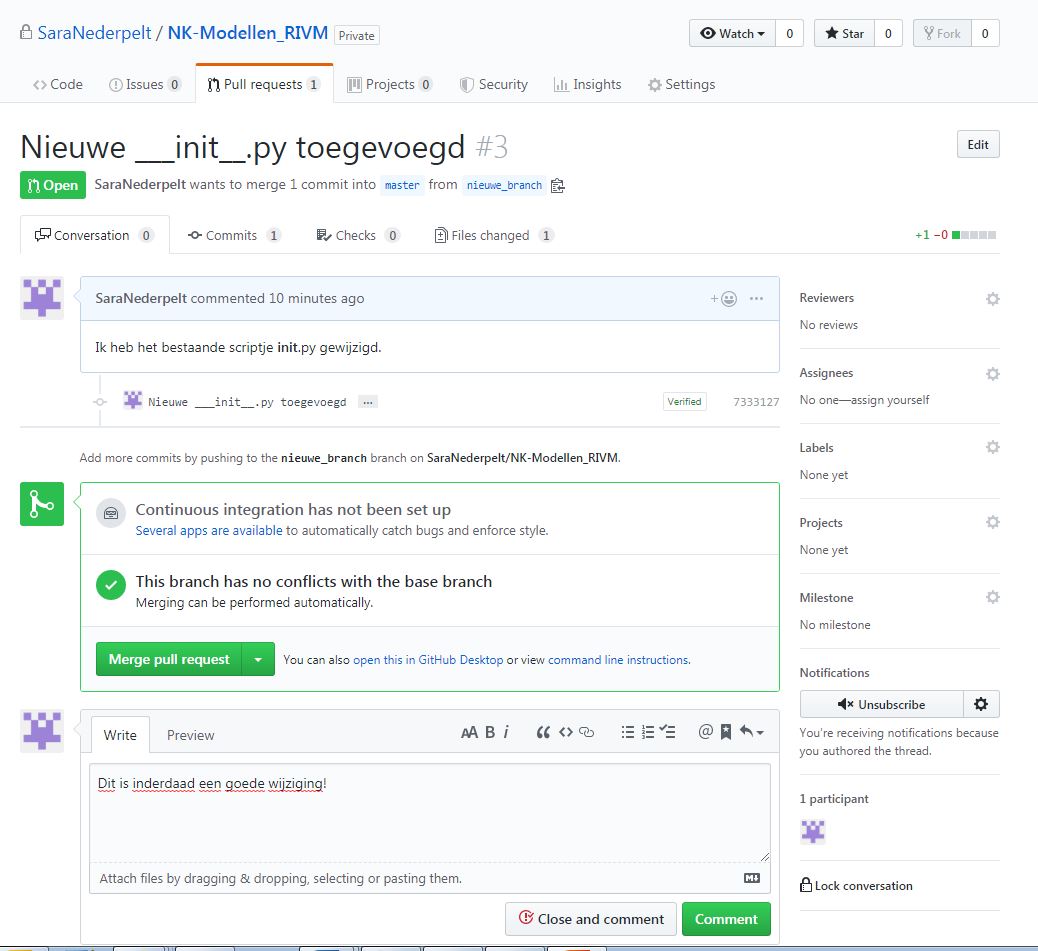 SaraNederpelt / NK-Modellen_RIVM Private
Watch 0 Star 0 Fork 0
Code Issues 0 Pull requests 1 Projects 0 Security Insights Settings
Nieuwe ___init__.py toegevoegd #3
Edit
Open SaraNederpelt wants to merge 1 commit into master from nieuwe_branch
Conversation 0 Commits 1 Checks 0 Files changed 1
+1 −0
SaraNederpelt commented 10 minutes ago
Ik heb het bestaande scriptje init.py gewijzigd.
Nieuwe ___init__.py toegevoegd ... Verified 7333127
Add more commits by pushing to the nieuwe_branch branch on SaraNederpelt/NK-Modellen_RIVM.
Continuous integration has not been set up
Several apps are available to automatically catch bugs and enforce style.
This branch has no conflicts with the base branch
Merging can be performed automatically.
Merge pull request You can also open this in GitHub Desktop or view command line instructions.
Write Preview
AA B i
Dit is inderdaad een goede wijziging!
Attach files by dragging & dropping, selecting or pasting them.
Close and comment Comment
Reviewers
No reviews
Assignees
No one—assign yourself
Labels
None yet
Projects
None yet
Milestone
No milestone
Notifications
Unsubscribe
You're receiving notifications because
you authored the thread.
1 participant
Lock conversation